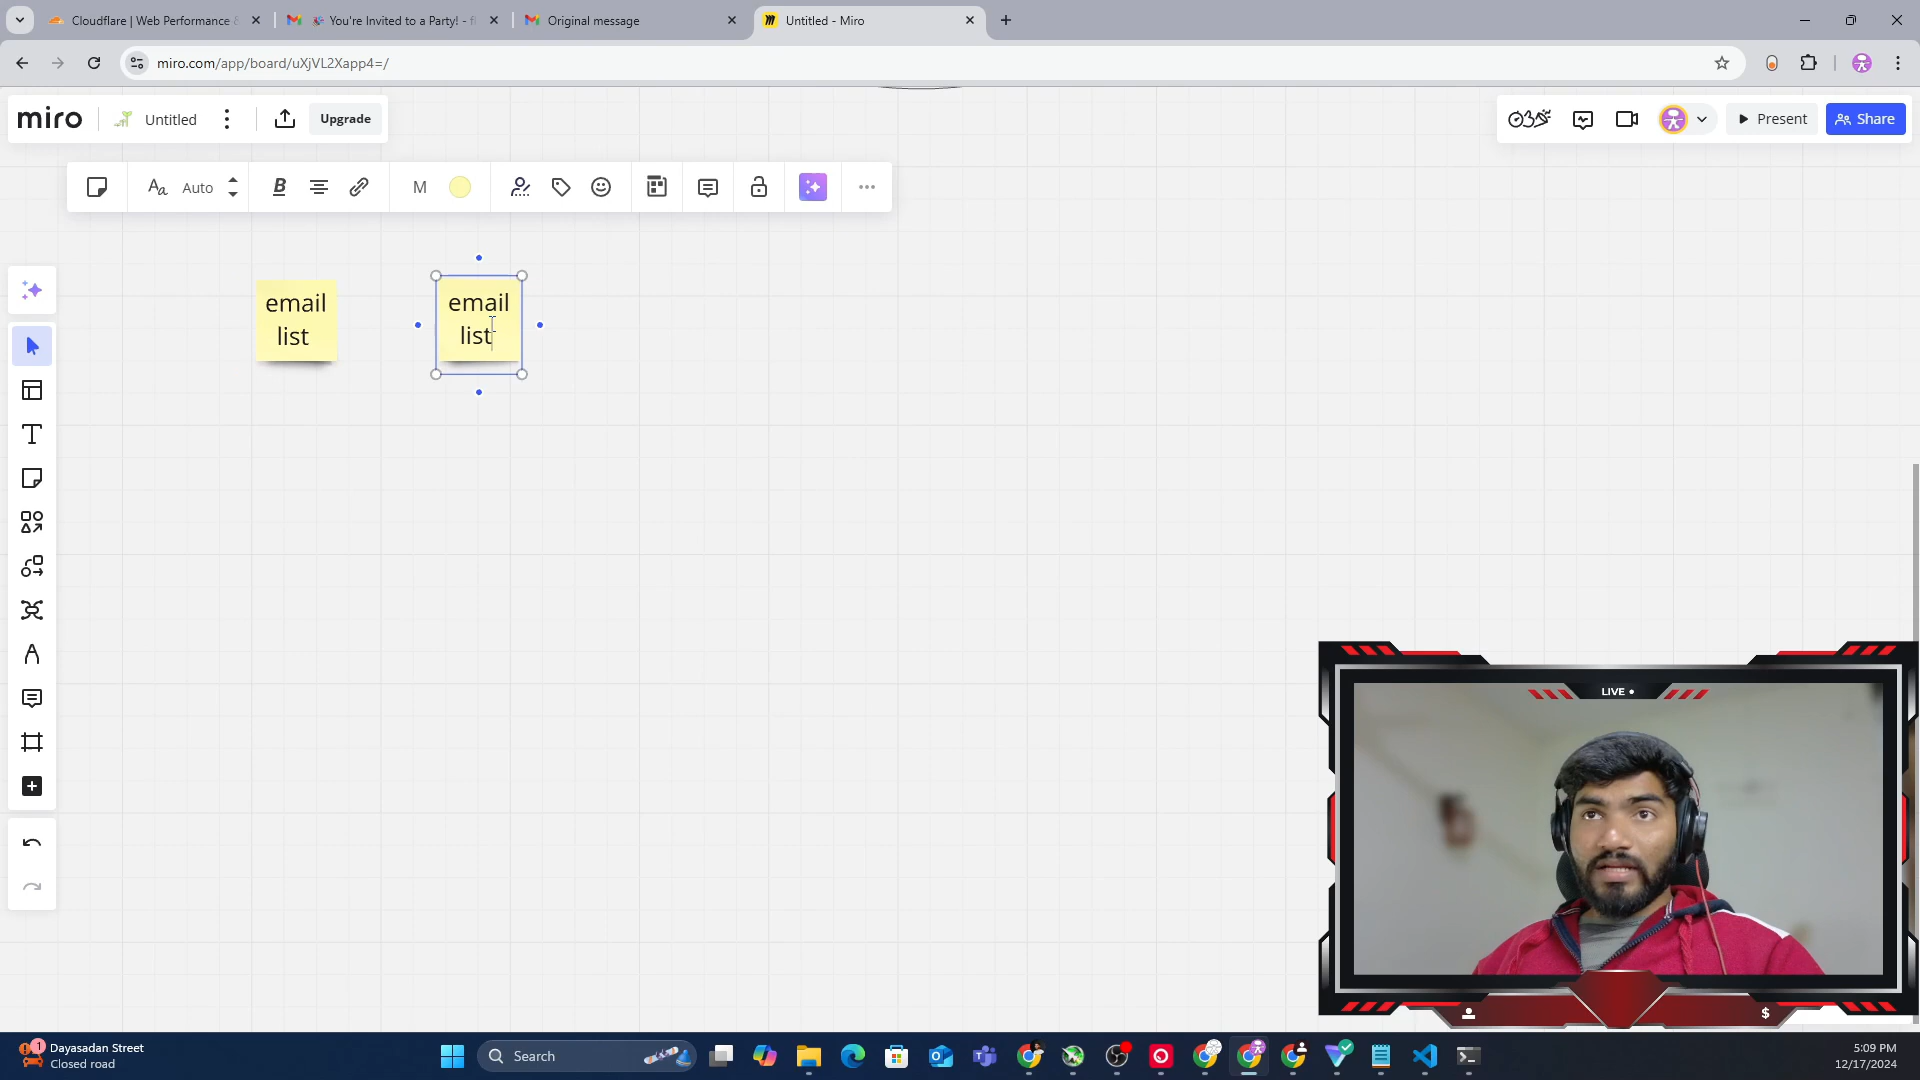 Cloudflare | Web Performance &
You're Invited to a Party! - fi
Original message
Untitled - Miro
miro.com/app/board/uXjVL2Xapp4=/
miro
Untitled
Upgrade
Present
Share
Auto
B
M
email
list
email
list
LIVE
$
Dayasadan Street
Closed road
Search
5:09 PM
12/17/2024